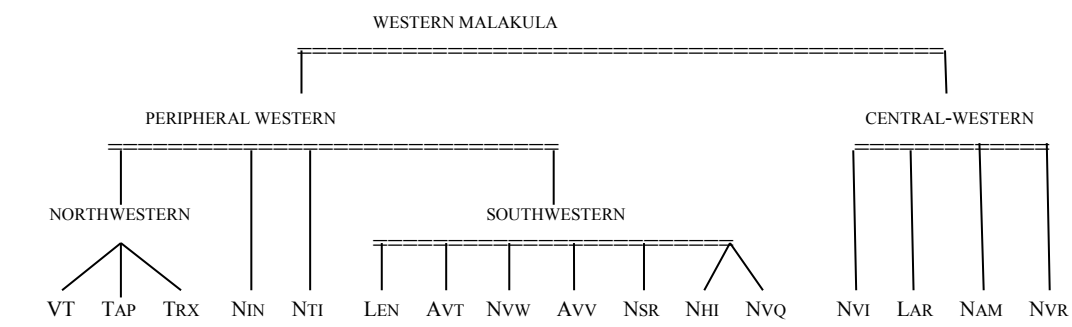 WESTERN MALAKULA
PERIPHERAL WESTERN CENTRAL-WESTERN
NORTHWESTERN SOUTHWESTERN
VT TAP TRX NIN NTI LEN AVT NVW AVV NSR NHI NVQ NVI LAR NAM NVR